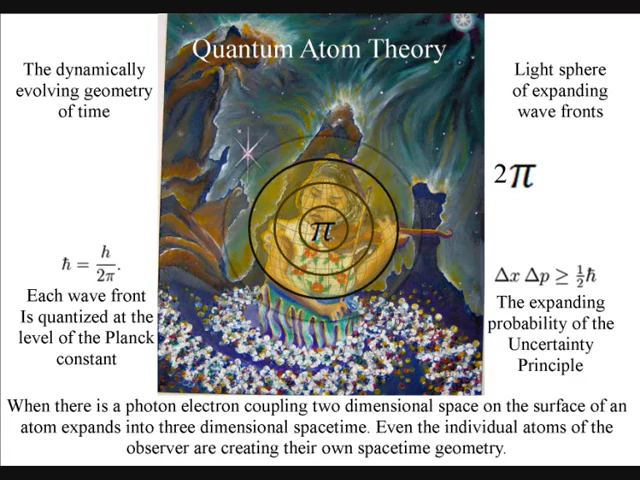 Quantum Atom Theory
The dynamically
evolving geometry
of time
Light sphere
of expanding
wave fronts
2π
π
ħ = h/2π.
Each wave front
Is quantized at the
level of the Planck
constant
Δx Δp ≥ ½ħ
The expanding
probability of the
Uncertainty
Principle
When there is a photon electron coupling two dimensional space on the surface of an
atom expands into three dimensional spacetime. Even the individual atoms of the
observer are creating their own spacetime geometry.